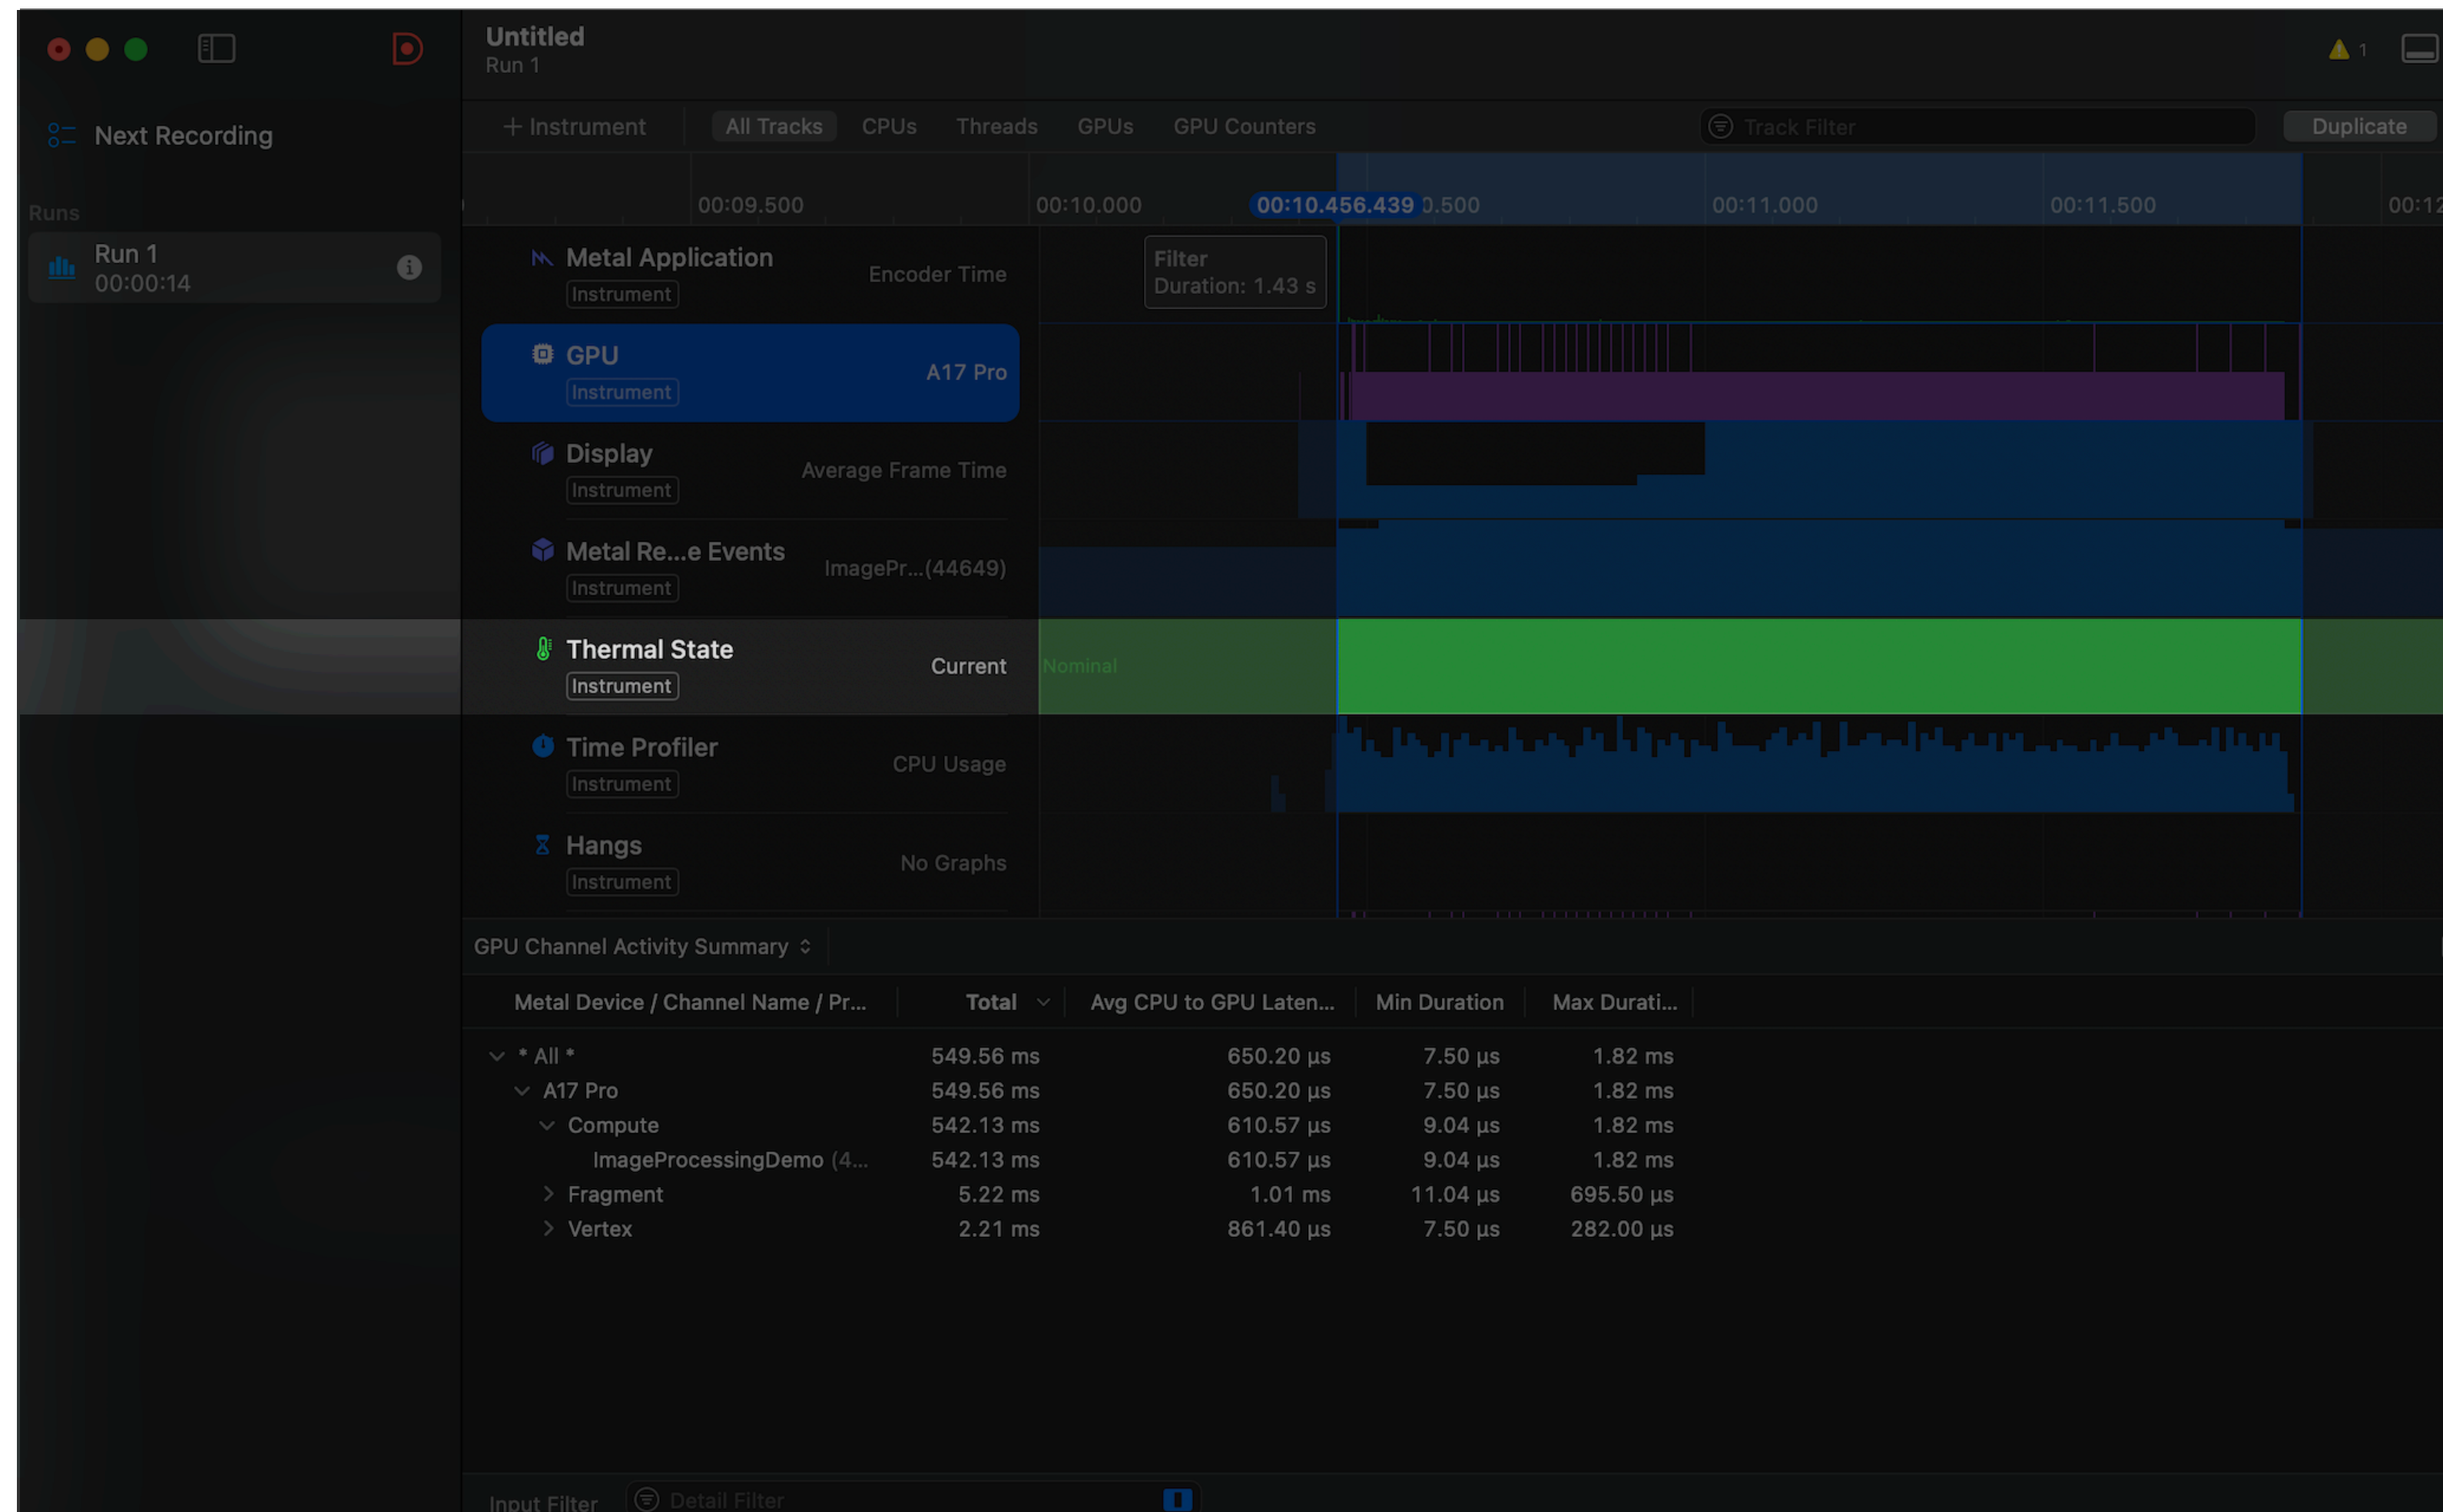 Untitled
Run 1
1
Next Recording
+ Instrument
All Tracks
CPUs
Threads
GPUs
GPU Counters
Track Filter
Duplicate
Runs
Run 1
00:00:14
00:09.500
00:10.000
00:10.456.439
0.500
00:11.000
00:11.500
00:12
Metal Application
Encoder Time
Instrument
Filter
Duration: 1.43 s
GPU
A17 Pro
Instrument
Display
Average Frame Time
Instrument
Metal Re...e Events
ImagePr...(44649)
Instrument
Thermal State
Current
Instrument
Nominal
Time Profiler
CPU Usage
Instrument
Hangs
No Graphs
Instrument
GPU Channel Activity Summary
Metal Device / Channel Name / Pr... Total Avg CPU to GPU Laten... Min Duration Max Durati...
* All * 549.56 ms 650.20 µs 7.50 µs 1.82 ms
A17 Pro 549.56 ms 650.20 µs 7.50 µs 1.82 ms
Compute 542.13 ms 610.57 µs 9.04 µs 1.82 ms
ImageProcessingDemo (4... 542.13 ms 610.57 µs 9.04 µs 1.82 ms
Fragment 5.22 ms 1.01 ms 11.04 µs 695.50 µs
Vertex 2.21 ms 861.40 µs 7.50 µs 282.00 µs
Input Filter
Detail Filter